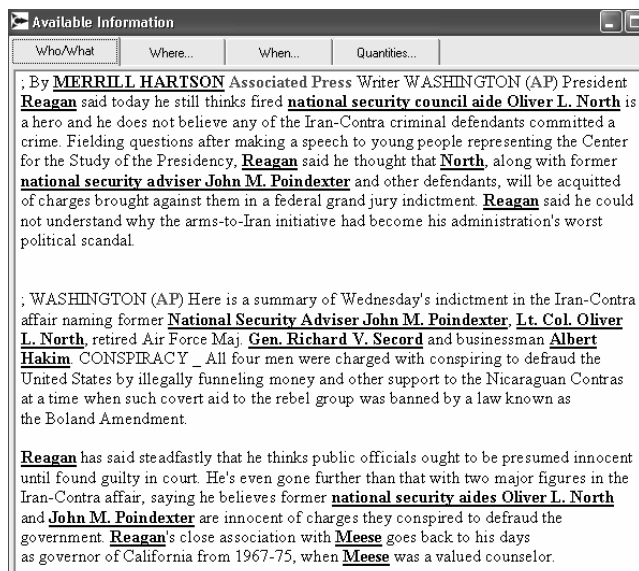 Available Information
Who/What Where... When... Quantities...
; By MERRILL HARTSON Associated Press Writer WASHINGTON (AP) President
Reagan said today he still thinks fired national security council aide Oliver L. North is
a hero and he does not believe any of the Iran-Contra criminal defendants committed a
crime. Fielding questions after making a speech to young people representing the Center
for the Study of the Presidency, Reagan said he thought that North, along with former
national security adviser John M. Poindexter and other defendants, will be acquitted
of charges brought against them in a federal grand jury indictment. Reagan said he could
not understand why the arms-to-Iran initiative had become his administration's worst
political scandal.
; WASHINGTON (AP) Here is a summary of Wednesday's indictment in the Iran-Contra
affair naming former National Security Adviser John M. Poindexter, Lt. Col. Oliver
L. North, retired Air Force Maj. Gen. Richard V. Secord and businessman Albert
Hakim. CONSPIRACY _ All four men were charged with conspiring to defraud the
United States by illegally funneling money and other support to the Nicaraguan Contras
at a time when such covert aid to the rebel group was banned by a law known as
the Boland Amendment.
Reagan has said steadfastly that he thinks public officials ought to be presumed innocent
until found guilty in court. He's even gone further than that with two major figures in the
Iran-Contra affair, saying he believes former national security aides Oliver L. North
and John M. Poindexter are innocent of charges they conspired to defraud the
government. Reagan's close association with Meese goes back to his days
as governor of California from 1967-75, when Meese was a valued counselor.